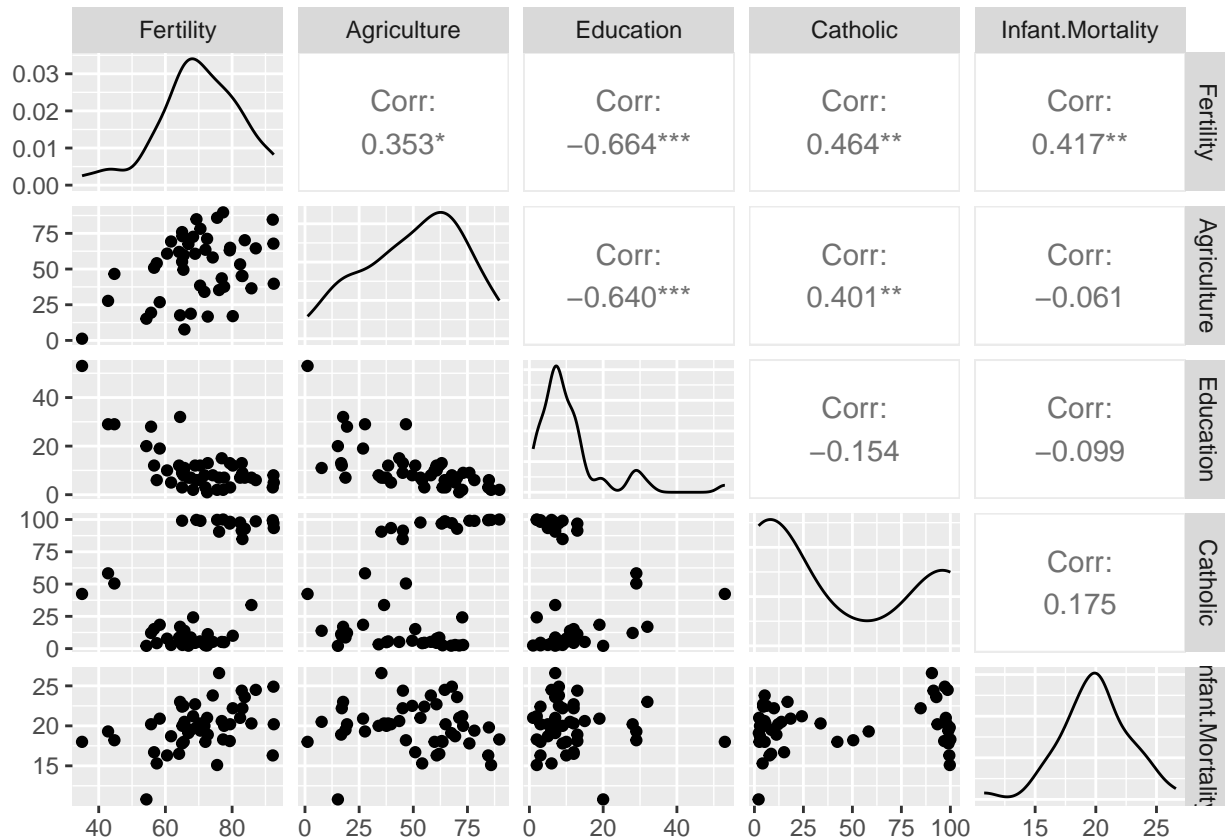 Fertility Agriculture Education Catholic Infant.Mortality
0.03
0.02
0.01
0.00
Corr:
0.353*
Corr:
−0.664***
Corr:
0.464**
Corr:
0.417**
Fertility
75
50
25
0
Corr:
−0.640***
Corr:
0.401**
Corr:
−0.061
Agriculture
40
20
0
Corr:
−0.154
Corr:
−0.099
Education
100
75
50
25
0
Corr:
0.175
Catholic
25
20
15
nfant.Mortality
40 60 80 0 25 50 75 0 20 40 0 25 50 75 100 15 20 25